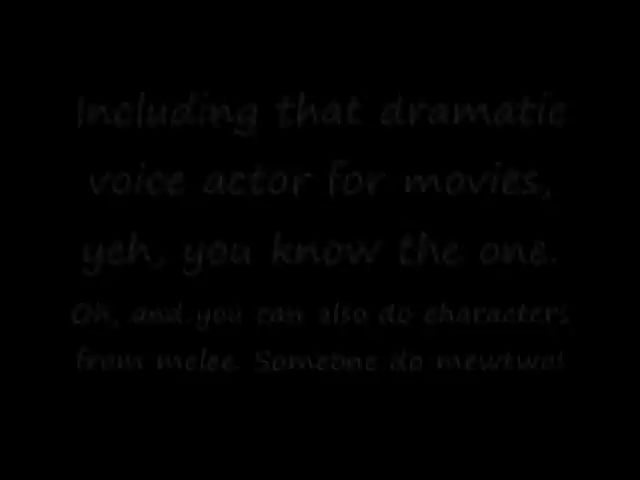 Including that dramatic
voice actor for movies,
yeh, you know the one.
Oh, and you can also do characters
from melee. Someone do mewtwo!